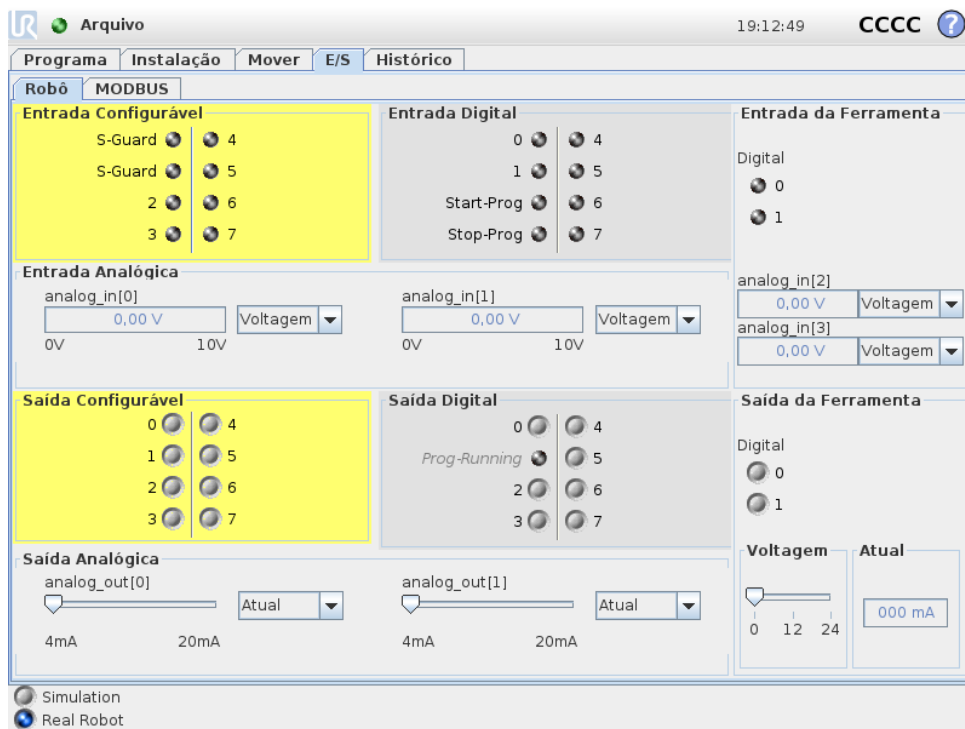 UR Arquivo 19:12:49 CCCC ?
Programa Instalação Mover E/S Histórico
Robô MODBUS
Entrada Configurável
S-Guard 4
S-Guard 5
2 6
3 7
Entrada Digital
0 4
1 5
Start-Prog 6
Stop-Prog 7
Entrada da Ferramenta
Digital
0
1
analog_in[2]
0,00 V Voltagem
analog_in[3]
0,00 V Voltagem
Entrada Analógica
analog_in[0]
0,00 V Voltagem
0V 10V
analog_in[1]
0,00 V Voltagem
0V 10V
Saída Configurável
0 4
1 5
2 6
3 7
Saída Digital
0 4
Prog-Running 5
2 6
3 7
Saída da Ferramenta
Digital
0
1
Voltagem
0 12 24
Atual
000 mA
Saída Analógica
analog_out[0]
Atual
4mA 20mA
analog_out[1]
Atual
4mA 20mA
Simulation
Real Robot